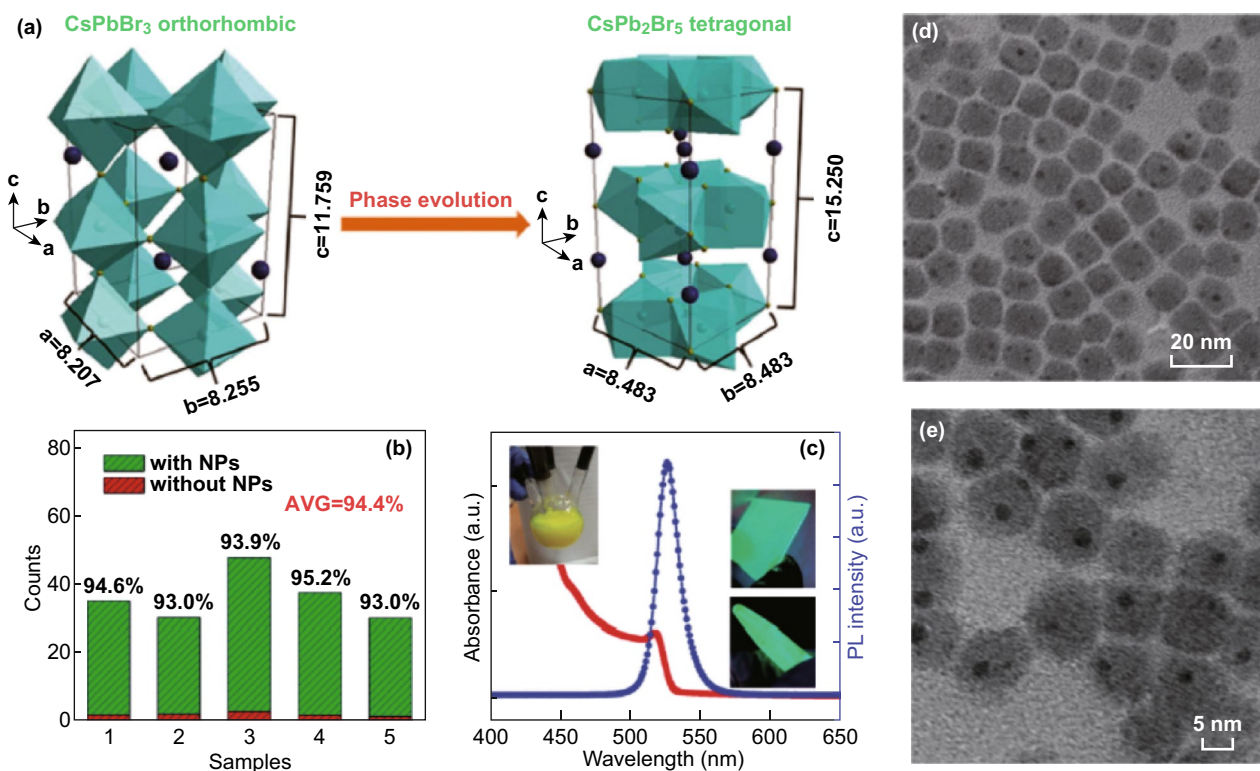 (a)
CsPbBr₃ orthorhombic
CsPb₂Br₅ tetragonal
c
b
a
c=11.759
a=8.207
b=8.255
Phase evolution
c
b
a
c=15.250
a=8.483
b=8.483
(b)
80
60
40
20
0
Counts
with NPs
without NPs
AVG=94.4%
94.6%
93.0%
93.9%
95.2%
93.0%
1 2 3 4 5
Samples
(c)
Absorbance (a.u.)
PL intensity (a.u.)
400 450 500 550 600 650
Wavelength (nm)
(d)
20 nm
(e)
5 nm